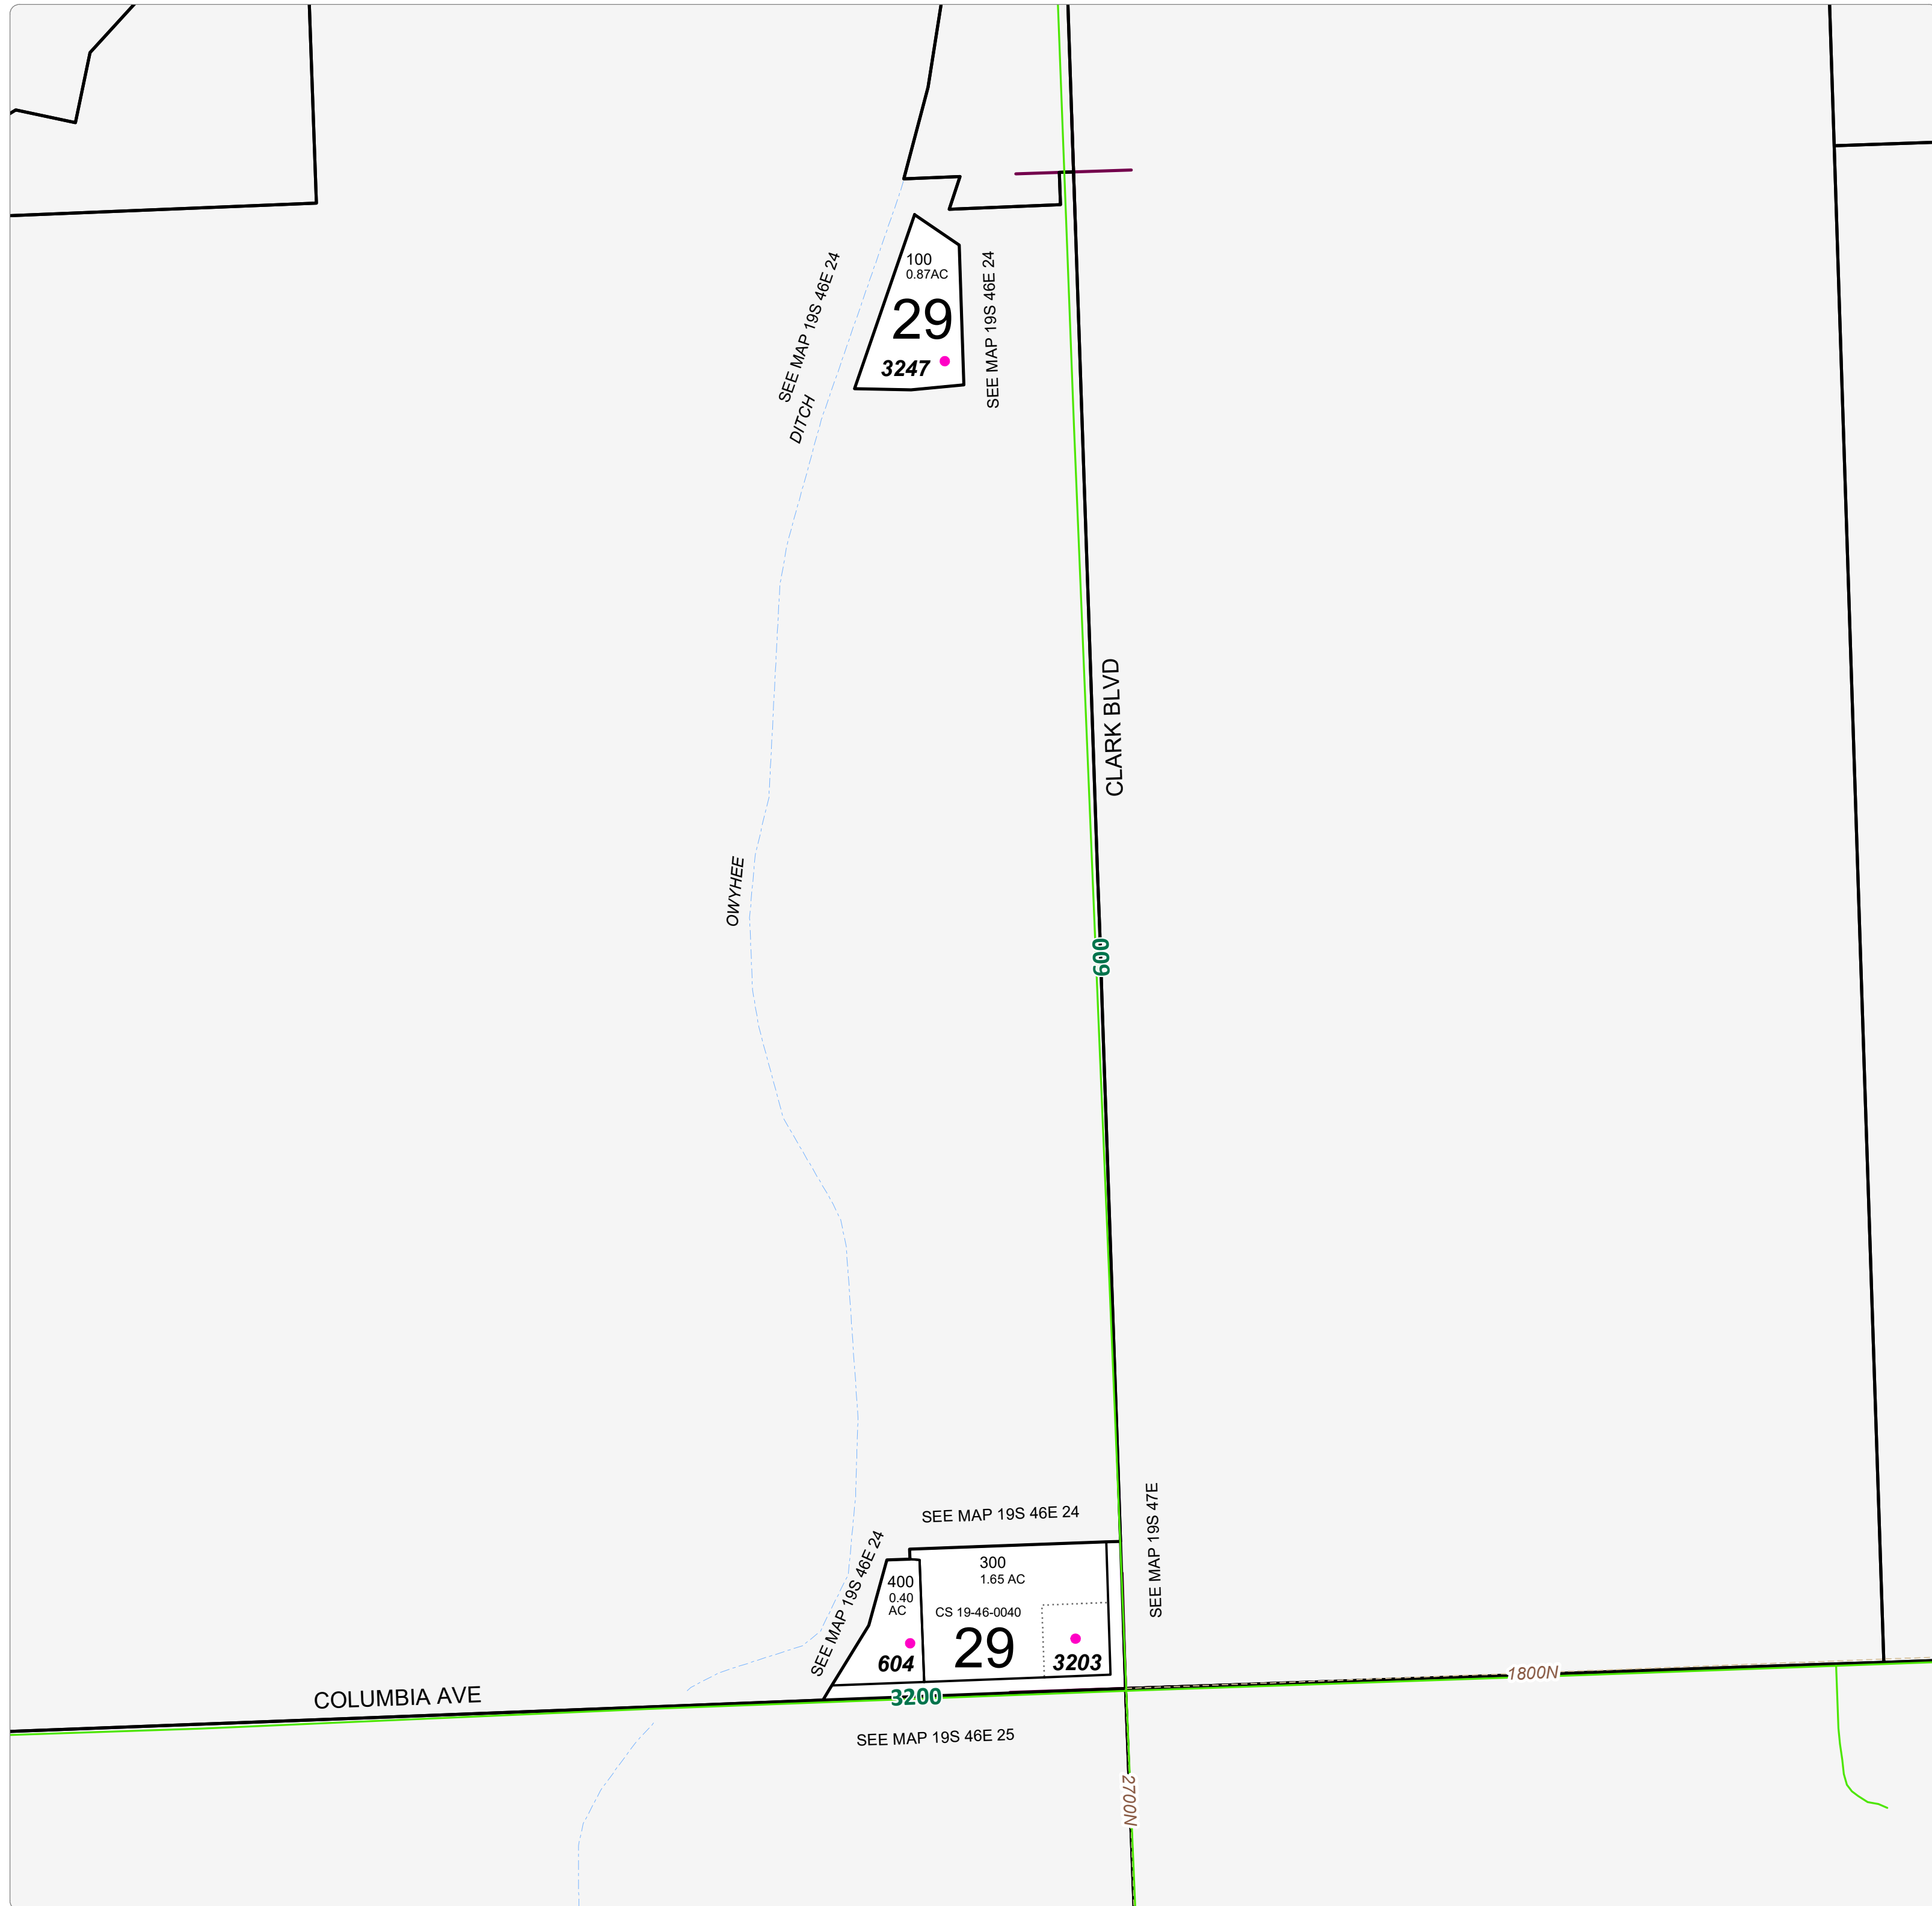 100
0.87AC
29
3247
SEE MAP 19S 46E 24
SEE MAP 19S 46E 24
DITCH
CLARK BLVD
OWYHEE
600
SEE MAP 19S 46E 24
SEE MAP 19S 47E
SEE MAP 19S 46E 24
300
1.65 AC
400
0.40
AC
CS 19-46-0040
29
604
3203
1800N
COLUMBIA AVE
3200
SEE MAP 19S 46E 25
2700N